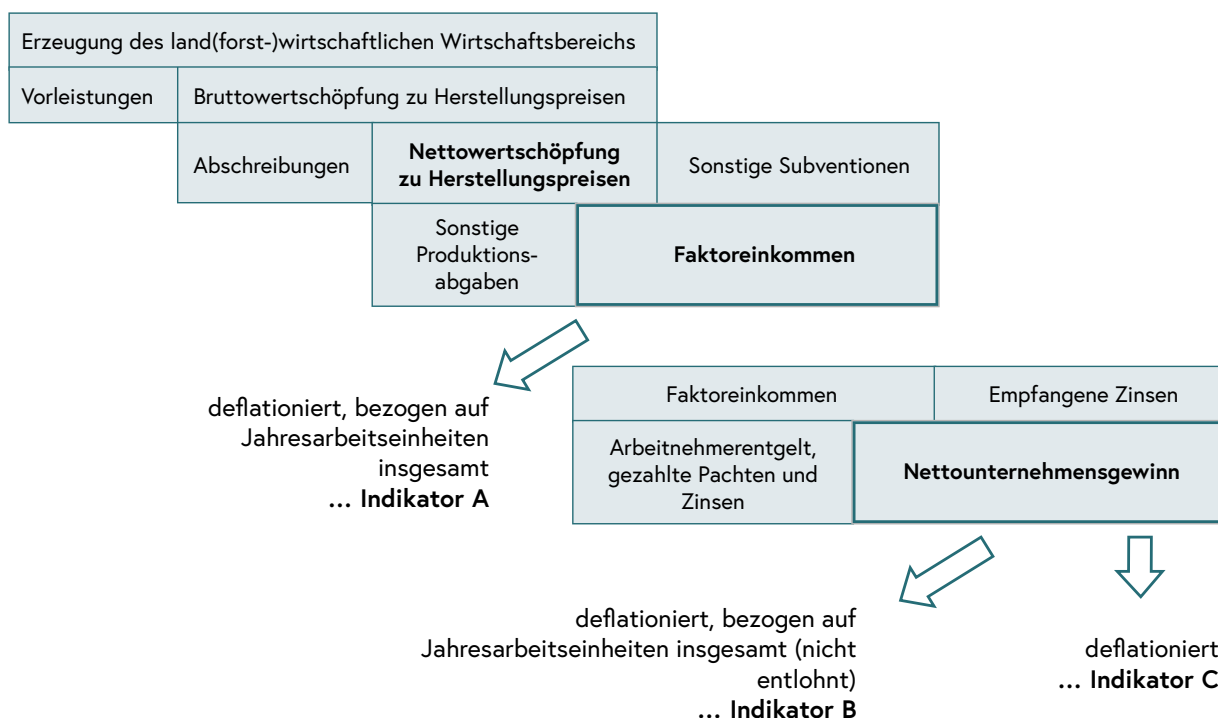 Erzeugung des land(forst-)wirtschaftlichen Wirtschaftsbereichs
Vorleistungen
Bruttowertschöpfung zu Herstellungspreisen
Abschreibungen
Nettowertschöpfung
zu Herstellungspreisen
Sonstige Subventionen
Sonstige
Produktions-
abgaben
Faktoreinkommen
deflationiert, bezogen auf
Jahresarbeitseinheiten
insgesamt
... Indikator A
Faktoreinkommen
Empfangene Zinsen
Arbeitnehmerentgelt,
gezahlte Pachten und
Zinsen
Nettounternehmensgewinn
deflationiert, bezogen auf
Jahresarbeitseinheiten insgesamt (nicht
entlohnt)
... Indikator B
deflationiert
... Indikator C